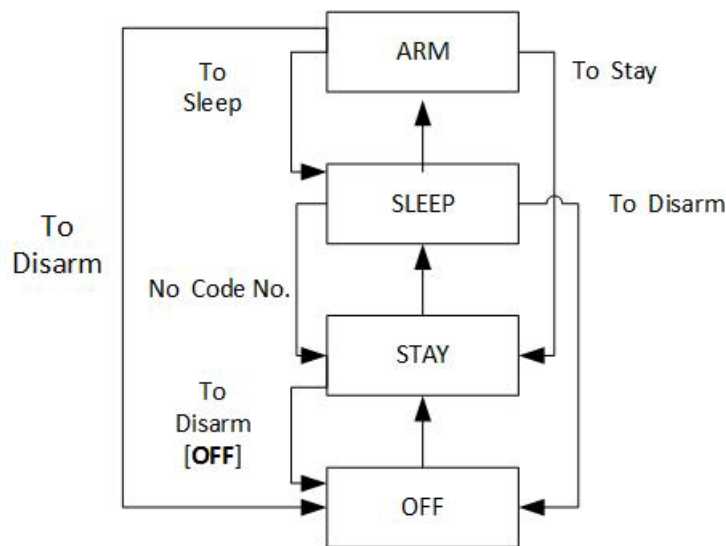 ARM
To
Sleep
To Stay
SLEEP
To Disarm
To
Disarm
No Code No.
STAY
To
Disarm
[OFF]
OFF